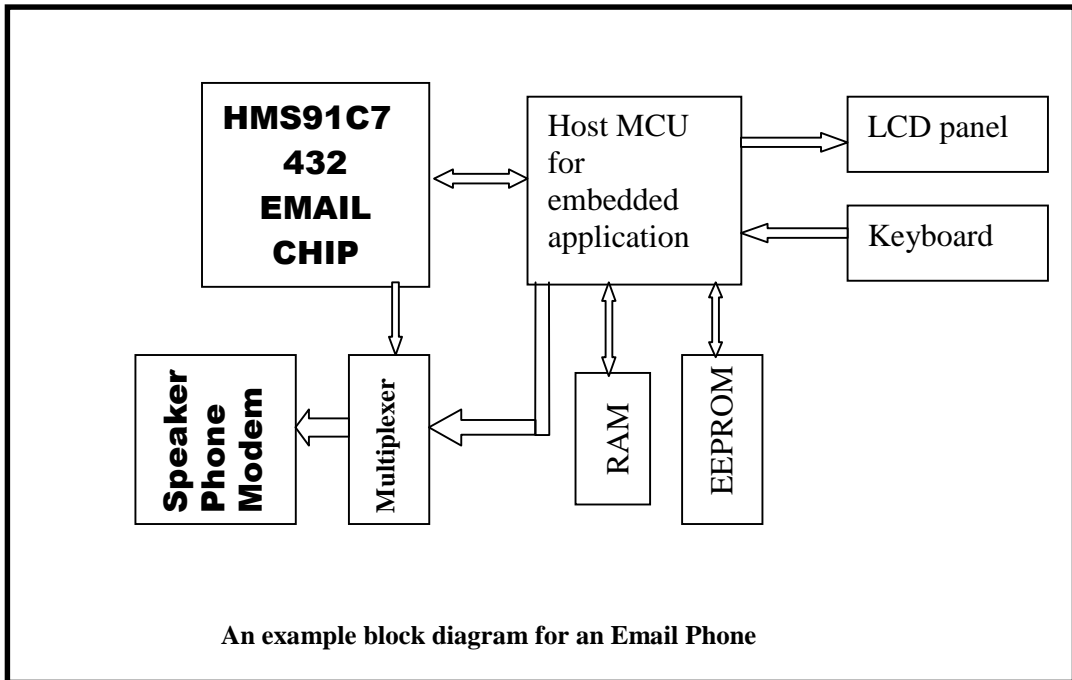 HMS91C7
432
EMAIL
CHIP
Host MCU
for
embedded
application
LCD panel
Keyboard
Speaker
Phone
Modem
Multiplexer
RAM
EEPROM
An example block diagram for an Email Phone